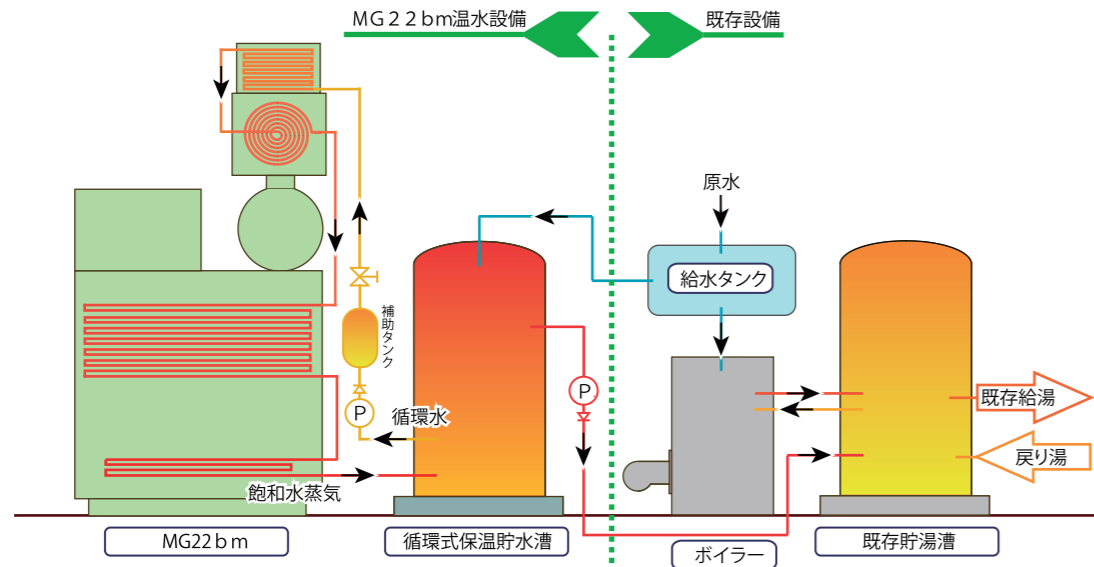 MG22bm温水設備
既存設備
原水
給水タンク
補助タンク
P
P
循環水
飽和水蒸気
既存給湯
戻り湯
MG22bm
循環式保温貯水槽
ボイラー
既存貯湯槽